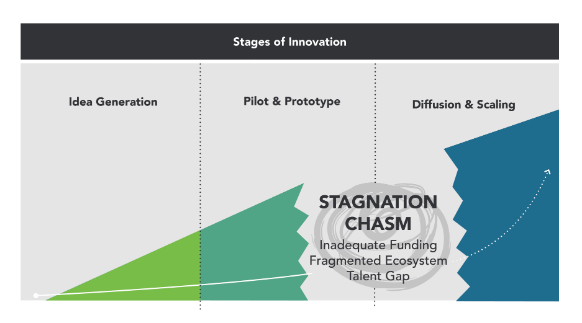 Stages of Innovation
Idea Generation
Pilot & Prototype
Diffusion & Scaling
STAGNATION
CHASM
Inadequate Funding
Fragmented Ecosystem
Talent Gap